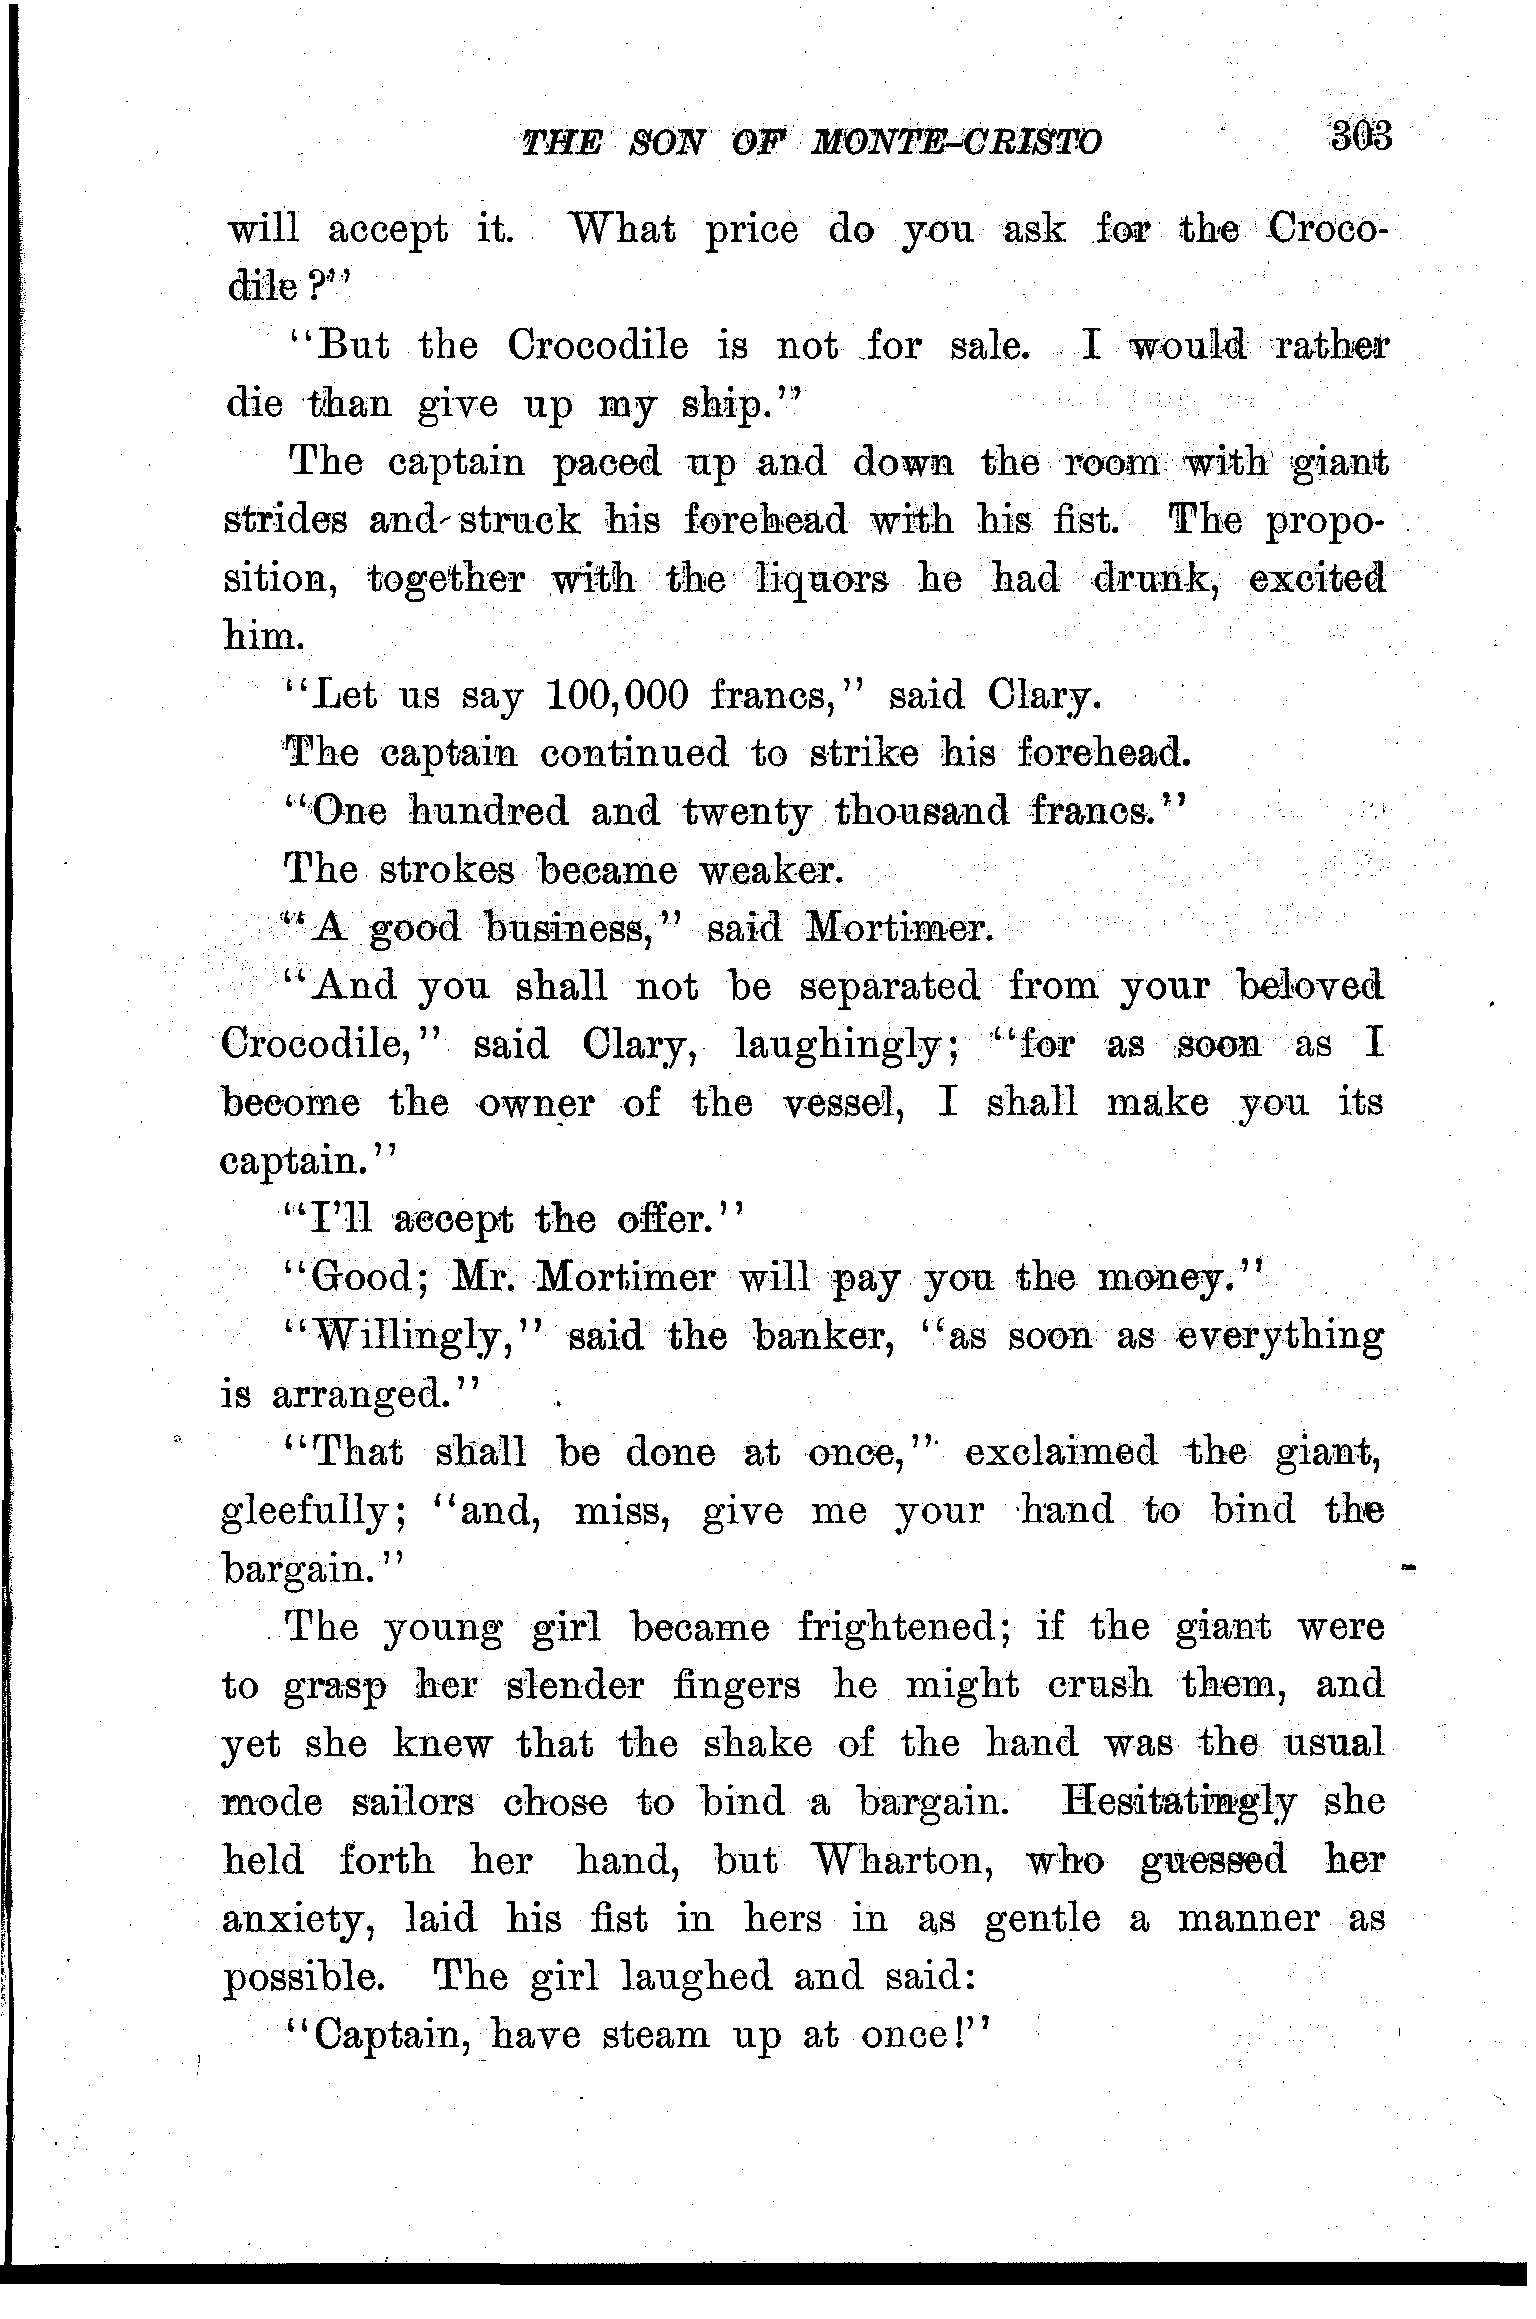 THE SON OF MONTE-CRISTO 303
will accept it. What price do you ask for the Croco-
dile?"
"But the Crocodile is not for sale. I would rather
die than give up my ship."
The captain paced up and down the room with giant
strides and struck his forehead with his fist. The propo-
sition, together with the liquors he had drunk, excited
him.
"Let us say 100,000 francs," said Clary.
The captain continued to strike his forehead.
"One hundred and twenty thousand francs."
The strokes became weaker.
"A good business," said Mortimer.
"And you shall not be separated from your beloved
Crocodile," said Clary, laughingly; "for as soon as I
become the owner of the vessel, I shall make you its
captain."
"I'll accept the offer."
"Good; Mr. Mortimer will pay you the money."
"Willingly," said the banker, "as soon as everything
is arranged."
"That shall be done at once," exclaimed the giant,
gleefully; "and, miss, give me your hand to bind the
bargain."
The young girl became frightened; if the giant were
to grasp her slender fingers he might crush them, and
yet she knew that the shake of the hand was the usual
mode sailors chose to bind a bargain. Hesitatingly she
held forth her hand, but Wharton, who guessed her
anxiety, laid his fist in hers in as gentle a manner as
possible. The girl laughed and said:
"Captain, have steam up at once!"